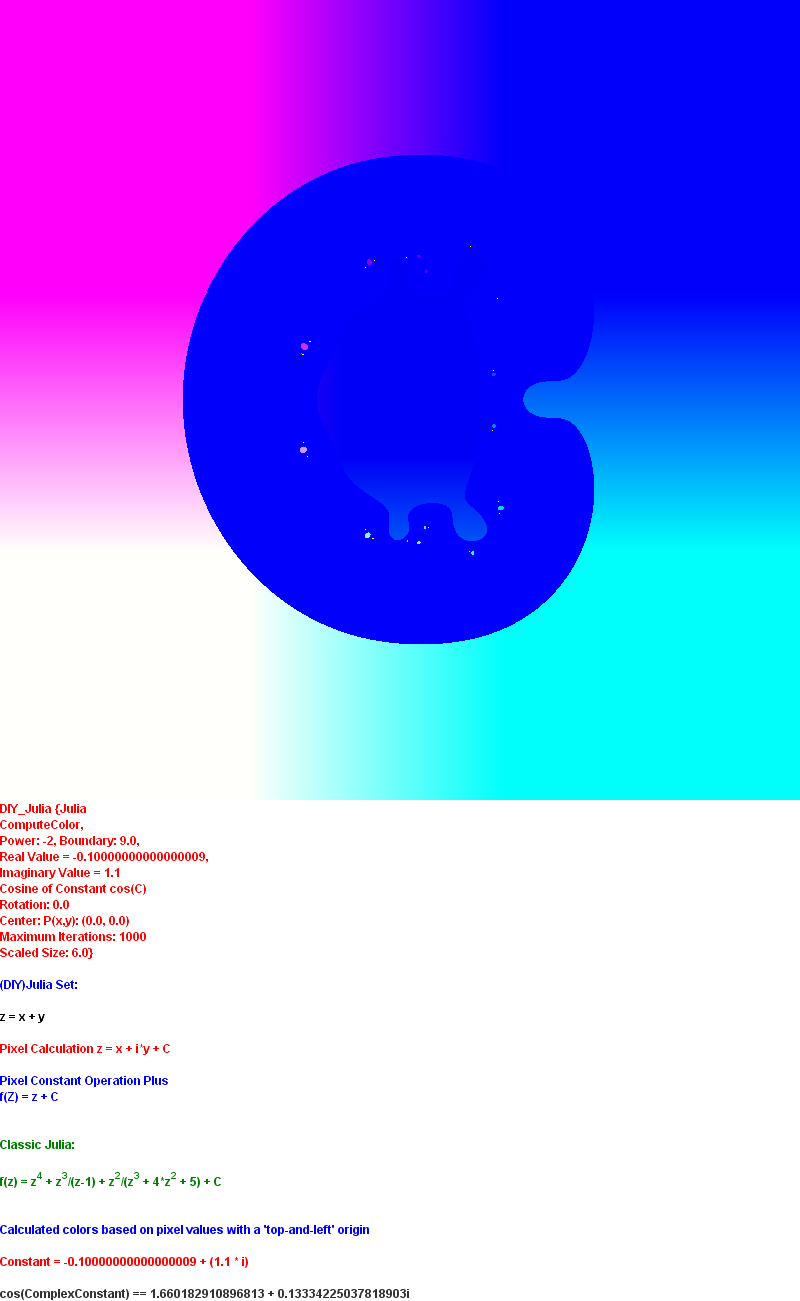 DIY_Julia {Julia
ComputeColor,
Power: -2, Boundary: 9.0,
Real Value = -0.10000000000000009,
Imaginary Value = 1.1
Cosine of Constant cos(C)
Rotation: 0.0
Center: P(x,y): (0.0, 0.0)
Maximum Iterations: 1000
Scaled Size: 6.0}
(DIY)Julia Set:
z = x + y
Pixel Calculation z = x + i*y + C
Pixel Constant Operation Plus
f(Z) = z + C
Classic Julia:
f(z) = z^4 + z^3/(z-1) + z^2/(z^3 + 4*z^2 + 5) + C
Calculated colors based on pixel values with a 'top-and-left' origin
Constant = -0.10000000000000009 + (1.1 * i)
cos(ComplexConstant) == 1.660182910896813 + 0.13334225037818903i